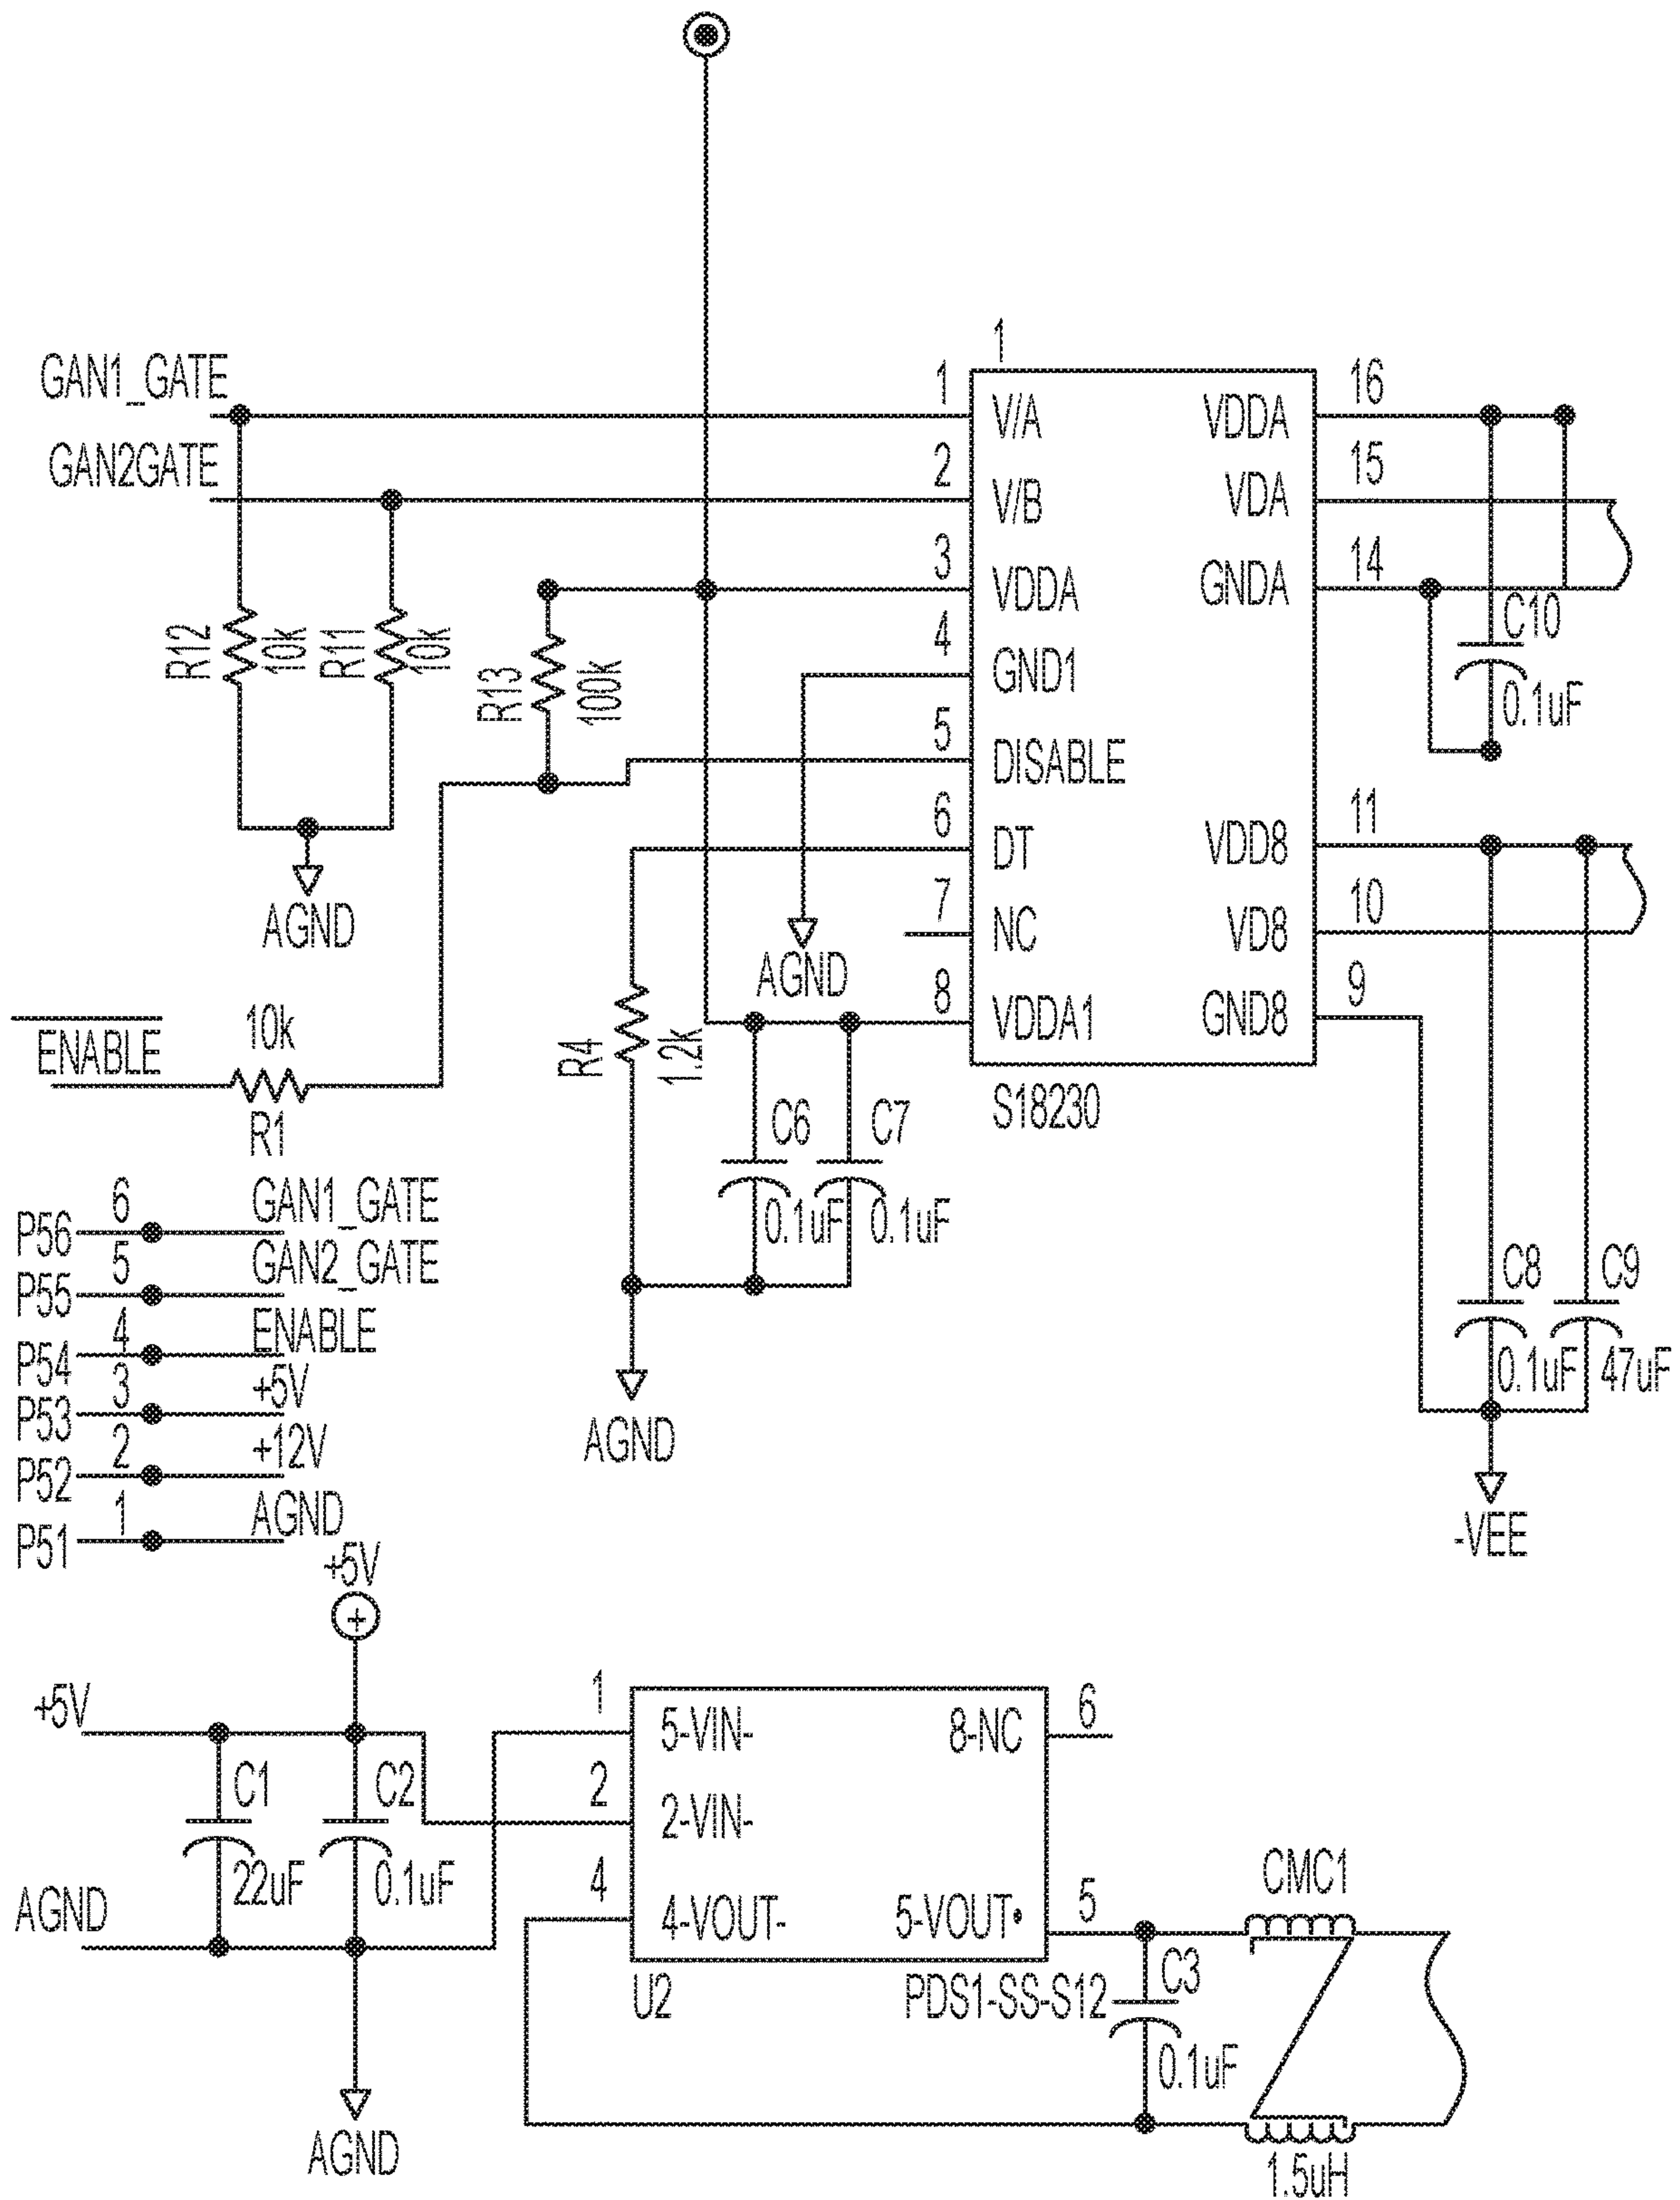 1
GAN1_GATE
1
V/A
VDDA
16
GAN2GATE
2
V/B
VDA
15
3
VDDA
GNDA
14
R12
10k
R11
10k
R13
100k
4
GND1
C10
0.1uF
5
DISABLE
6
DT
VDD8
11
AGND
7
NC
VD8
10
AGND
8
VDDA1
GND8
9
ENABLE
10k
R1
R4
1.2k
S18230
C6
0.1uF
C7
0.1uF
C8
0.1uF
C9
47uF
AGND
-VEE
P56
6
GAN1_GATE
P55
5
GAN2_GATE
P54
4
ENABLE
P53
3
+5V
P52
2
+12V
P51
1
AGND
+5V
+
+5V
C1
22uF
C2
0.1uF
AGND
AGND
1
5-VIN-
8-NC
6
2
2-VIN-
4
4-VOUT-
5-VOUT•
5
U2
PDS1-SS-S12
C3
0.1uF
CMC1
1.5uH